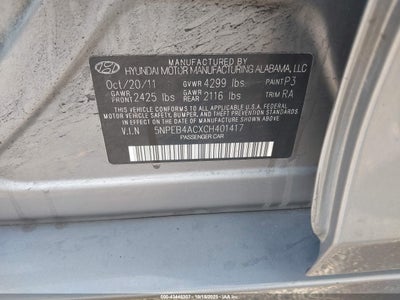 MANUFACTURED BY
HYUNDAI MOTOR MANUFACTURING ALABAMA, LLC
Oct/20/11 GVWR 4299 lbs PAINT P3
GAWR FRONT 2425 lbs GAWR REAR 2116 lbs TRIM RA
THIS VEHICLE CONFORMS TO ALL APPLICABLE U.S. FEDERAL
MOTOR VEHICLE SAFETY, BUMPER, AND THEFT PREVENTION
STANDARDS IN EFFECT ON THE DATE OF MANUFACTURE SHOWN ABOVE.
V.I.N 5NPEB4ACXCH401417
PASSENGER CAR